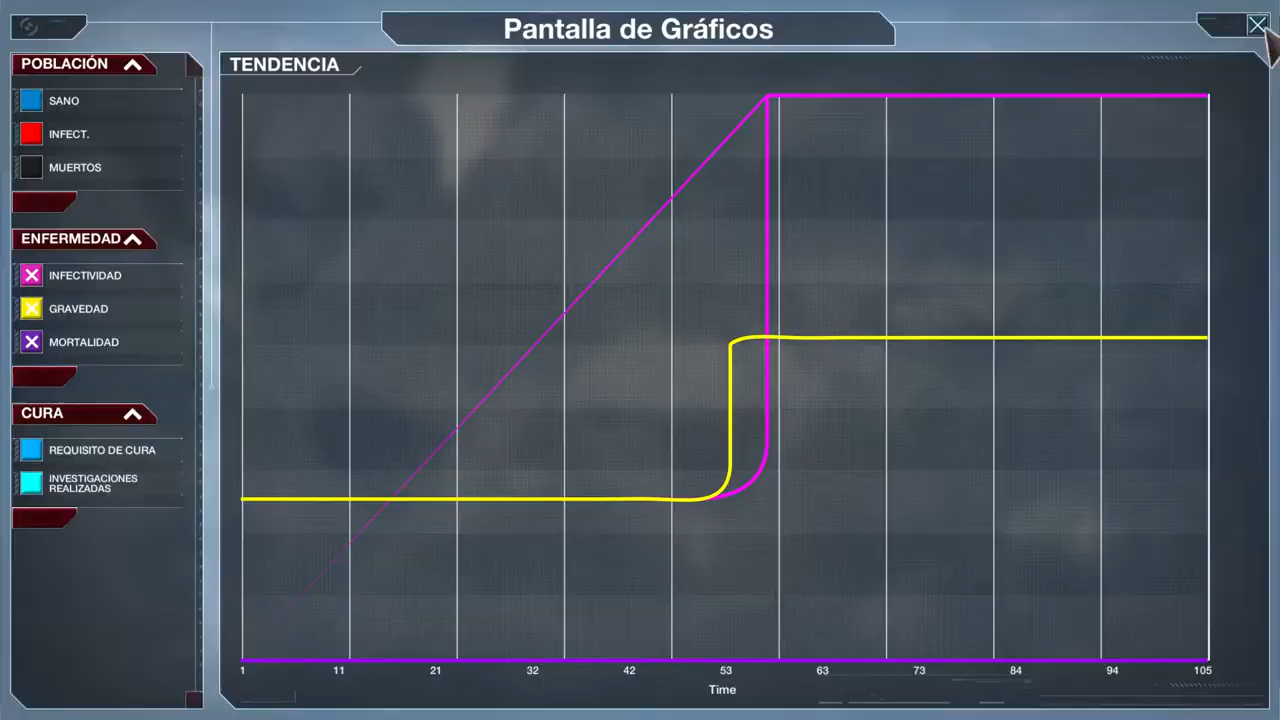 Pantalla de Gráficos
POBLACIÓN
SANO
INFECT.
MUERTOS
ENFERMEDAD
INFECTIVIDAD
GRAVEDAD
MORTALIDAD
CURA
REQUISITO DE CURA
INVESTIGACIONES
REALIZADAS
TENDENCIA
1 11 21 32 42 53 63 73 84 94 105
Time